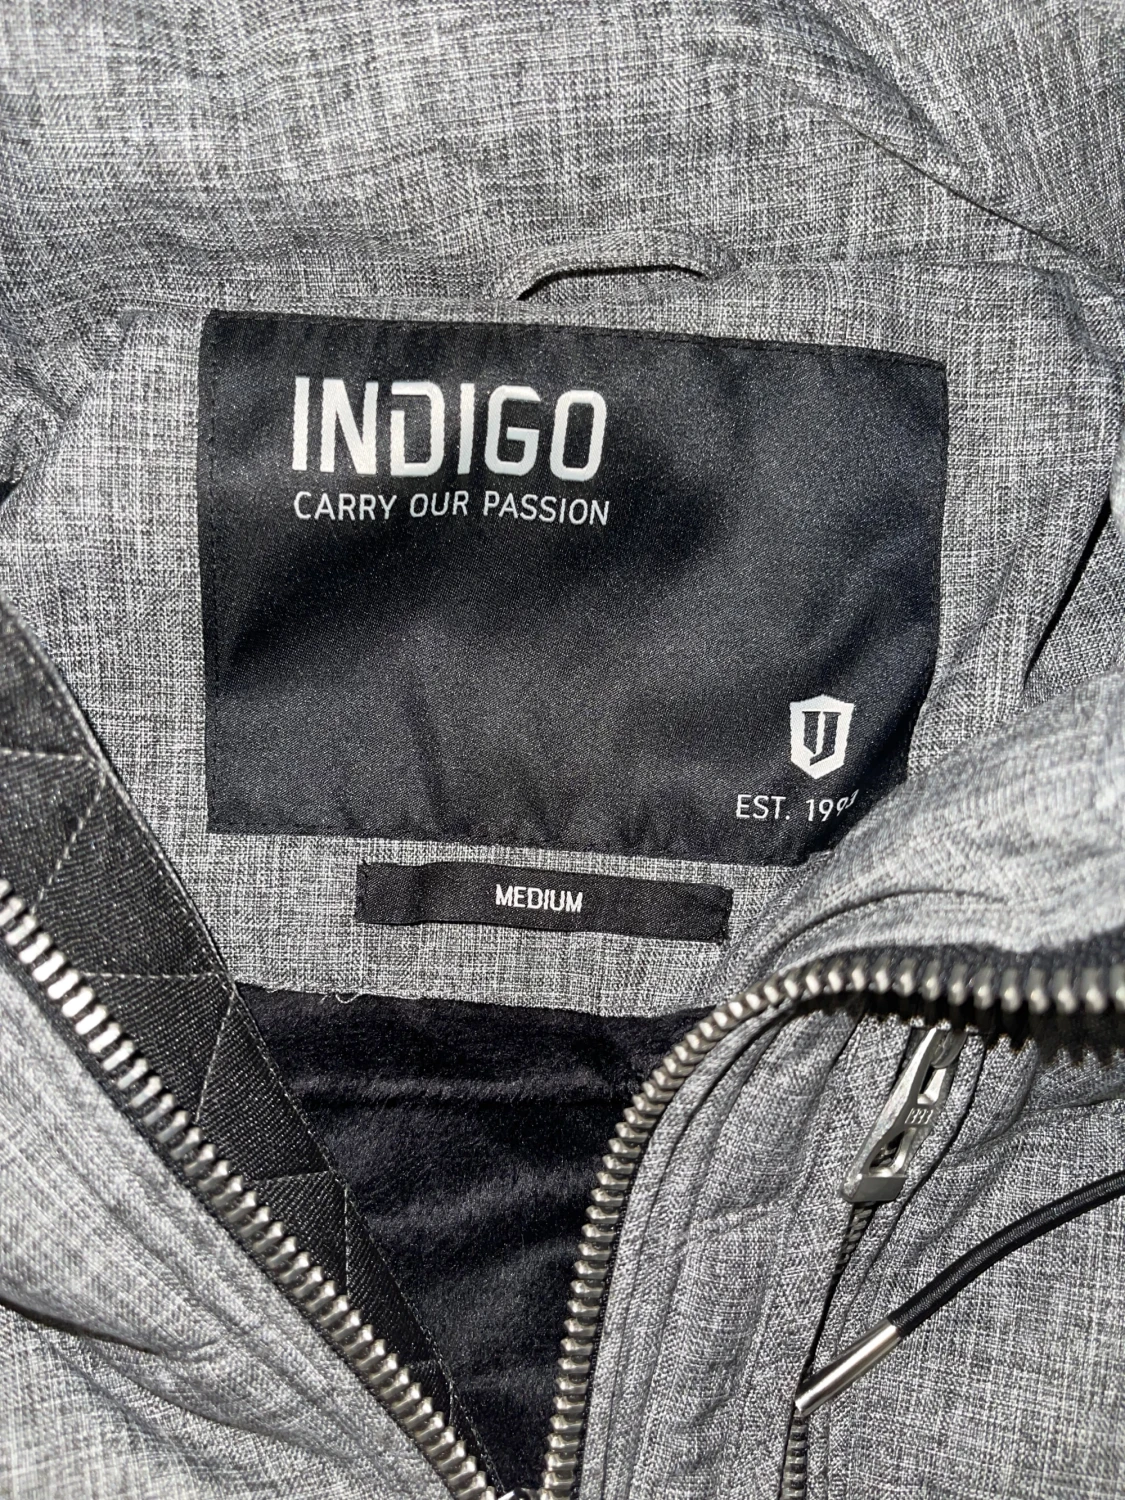 INDIGO
CARRY OUR PASSION
EST.
MEDIUM